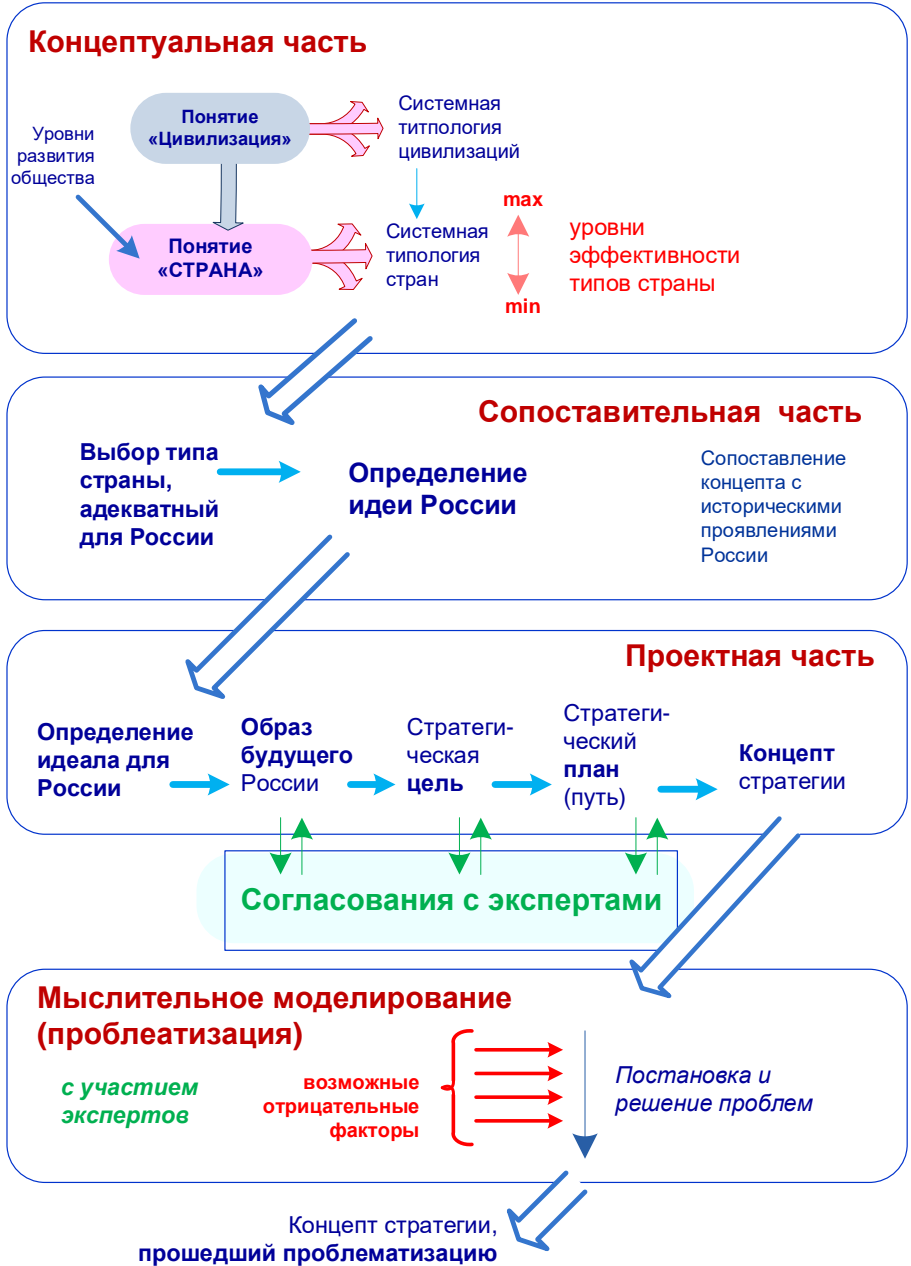 Концептуальная часть
Понятие
«Цивилизация»
Системная
титпология
цивилизаций
Уровни
развития
общества
Понятие
«СТРАНА»
Системная
типология
стран
max
min
уровни
эффективности
типов страны
Сопоставительная часть
Выбор типа
страны,
адекватный
для России
Определение
идеи России
Сопоставление
концепта с
историческими
проявлениями
России
Проектная часть
Определение
идеала для
России
Образ
будущего
России
Стратеги-
ческая
цель
Стратеги-
ческий
план
(путь)
Концепт
стратегии
Согласования с экспертами
Мыслительное моделирование
(проблеатизация)
с участием
экспертов
возможные
отрицательные
факторы
Постановка и
решение проблем
Концепт стратегии,
прошедший проблематизацию